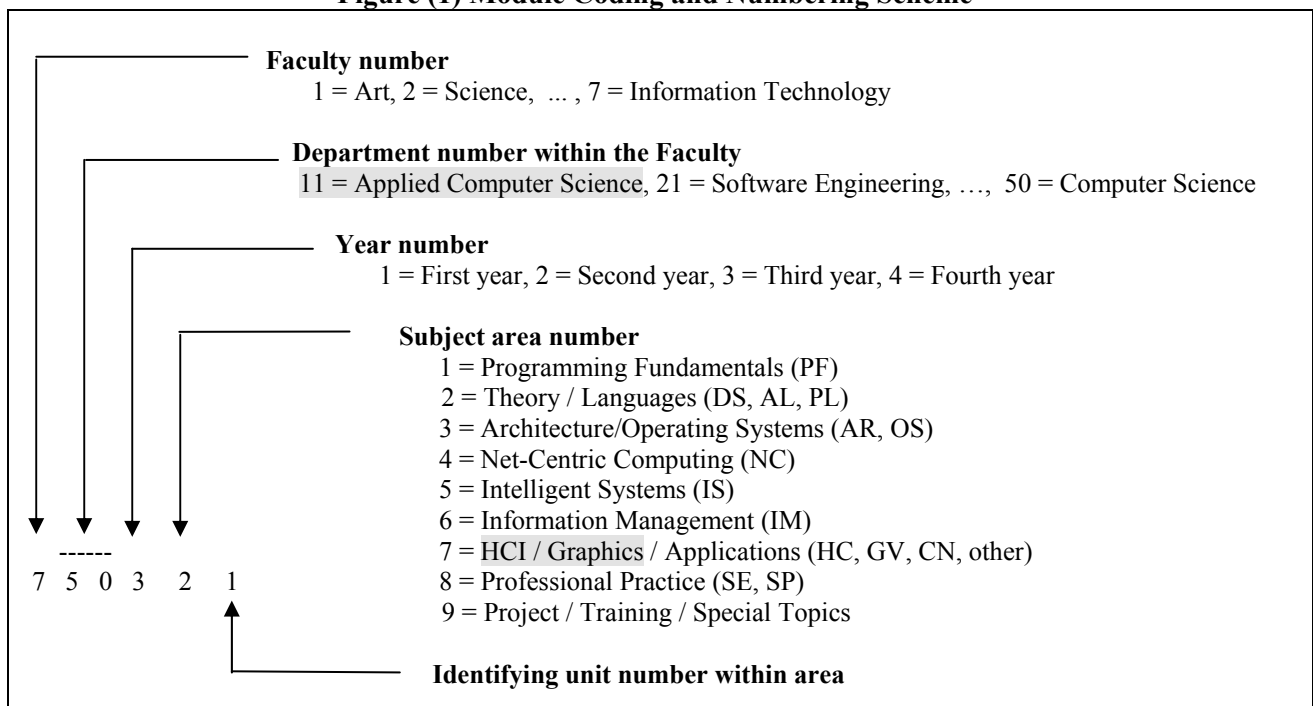 Figure (1) Module Coding and Numbering Scheme
Faculty number
1 = Art, 2 = Science, ... , 7 = Information Technology
Department number within the Faculty
11 = Applied Computer Science, 21 = Software Engineering, …, 50 = Computer Science
Year number
1 = First year, 2 = Second year, 3 = Third year, 4 = Fourth year
Subject area number
1 = Programming Fundamentals (PF)
2 = Theory / Languages (DS, AL, PL)
3 = Architecture/Operating Systems (AR, OS)
4 = Net-Centric Computing (NC)
5 = Intelligent Systems (IS)
6 = Information Management (IM)
7 = HCI / Graphics / Applications (HC, GV, CN, other)
8 = Professional Practice (SE, SP)
9 = Project / Training / Special Topics
------
7 5 0 3 2 1
Identifying unit number within area